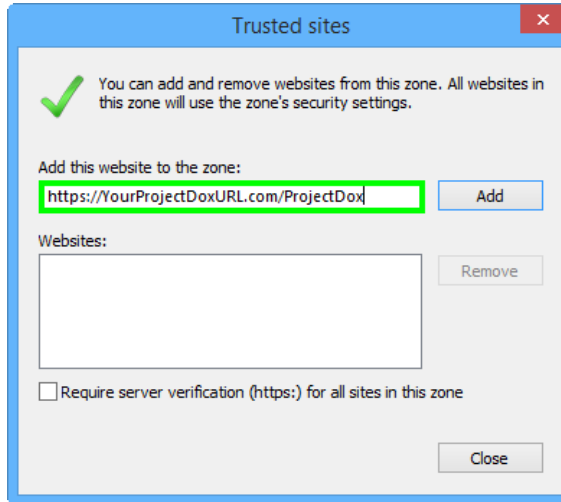 Trusted sites
You can add and remove websites from this zone. All websites in
this zone will use the zone's security settings.
Add this website to the zone:
https://YourProjectDoxURL.com/ProjectDox
Add
Websites:
Remove
Require server verification (https:) for all sites in this zone
Close